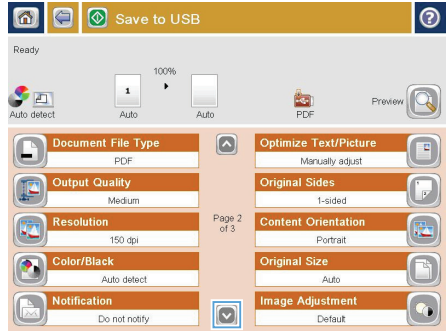 Save to USB
?
Ready
100%
1
Auto detect
Auto
Auto
PDF
Preview
Document File Type
PDF
Output Quality
Medium
Resolution
150 dpi
Color/Black
Auto detect
Notification
Do not notify
Page 2
of 3
Optimize Text/Picture
Manually adjust
Original Sides
1-sided
Content Orientation
Portrait
Original Size
Auto
Image Adjustment
Default